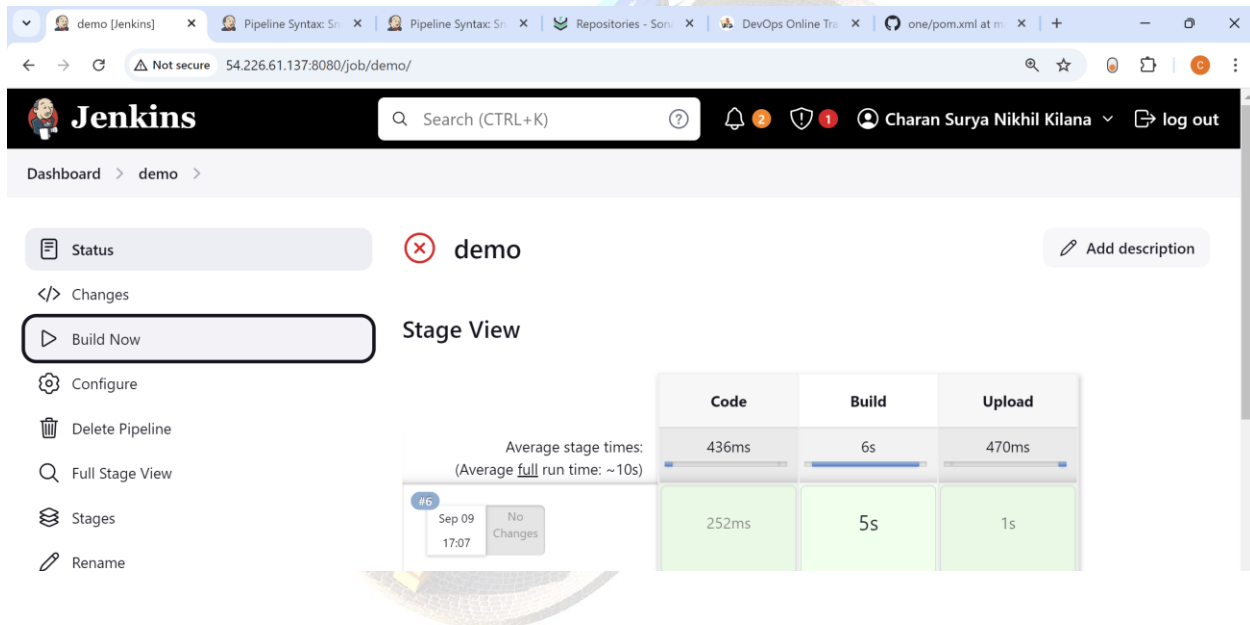 demo [Jenkins]
Pipeline Syntax: Sn
Pipeline Syntax: Sn
Repositories - Son
DevOps Online Tra
one/pom.xml at m
Not secure
54.226.61.137:8080/job/demo/
C
Jenkins
Search (CTRL+K)
2
1
Charan Surya Nikhil Kilana
log out
Dashboard > demo >
Status
Changes
Build Now
Configure
Delete Pipeline
Full Stage View
Stages
Rename
demo
Add description
Stage View
Code Build Upload
Average stage times: 436ms 6s 470ms
(Average full run time: ~10s)
#6
Sep 09 17:07
No Changes
252ms 5s 1s